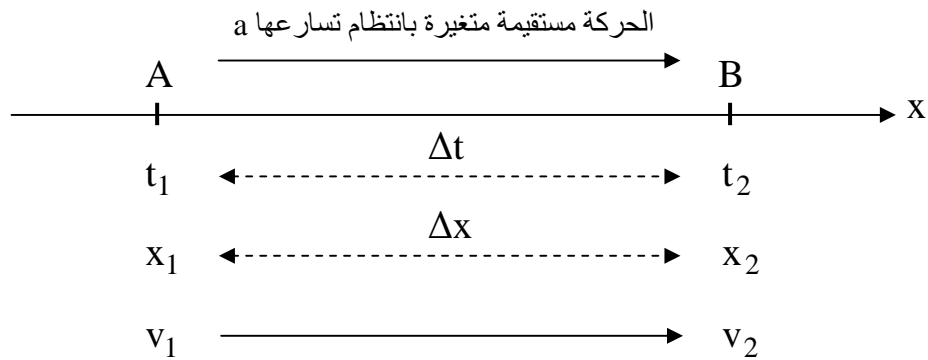 الحركة مستقيمة متغيرة بانتظام تسارعها a
A B
x
Δt
t₁ t₂
Δx
x₁ x₂
v₁ v₂